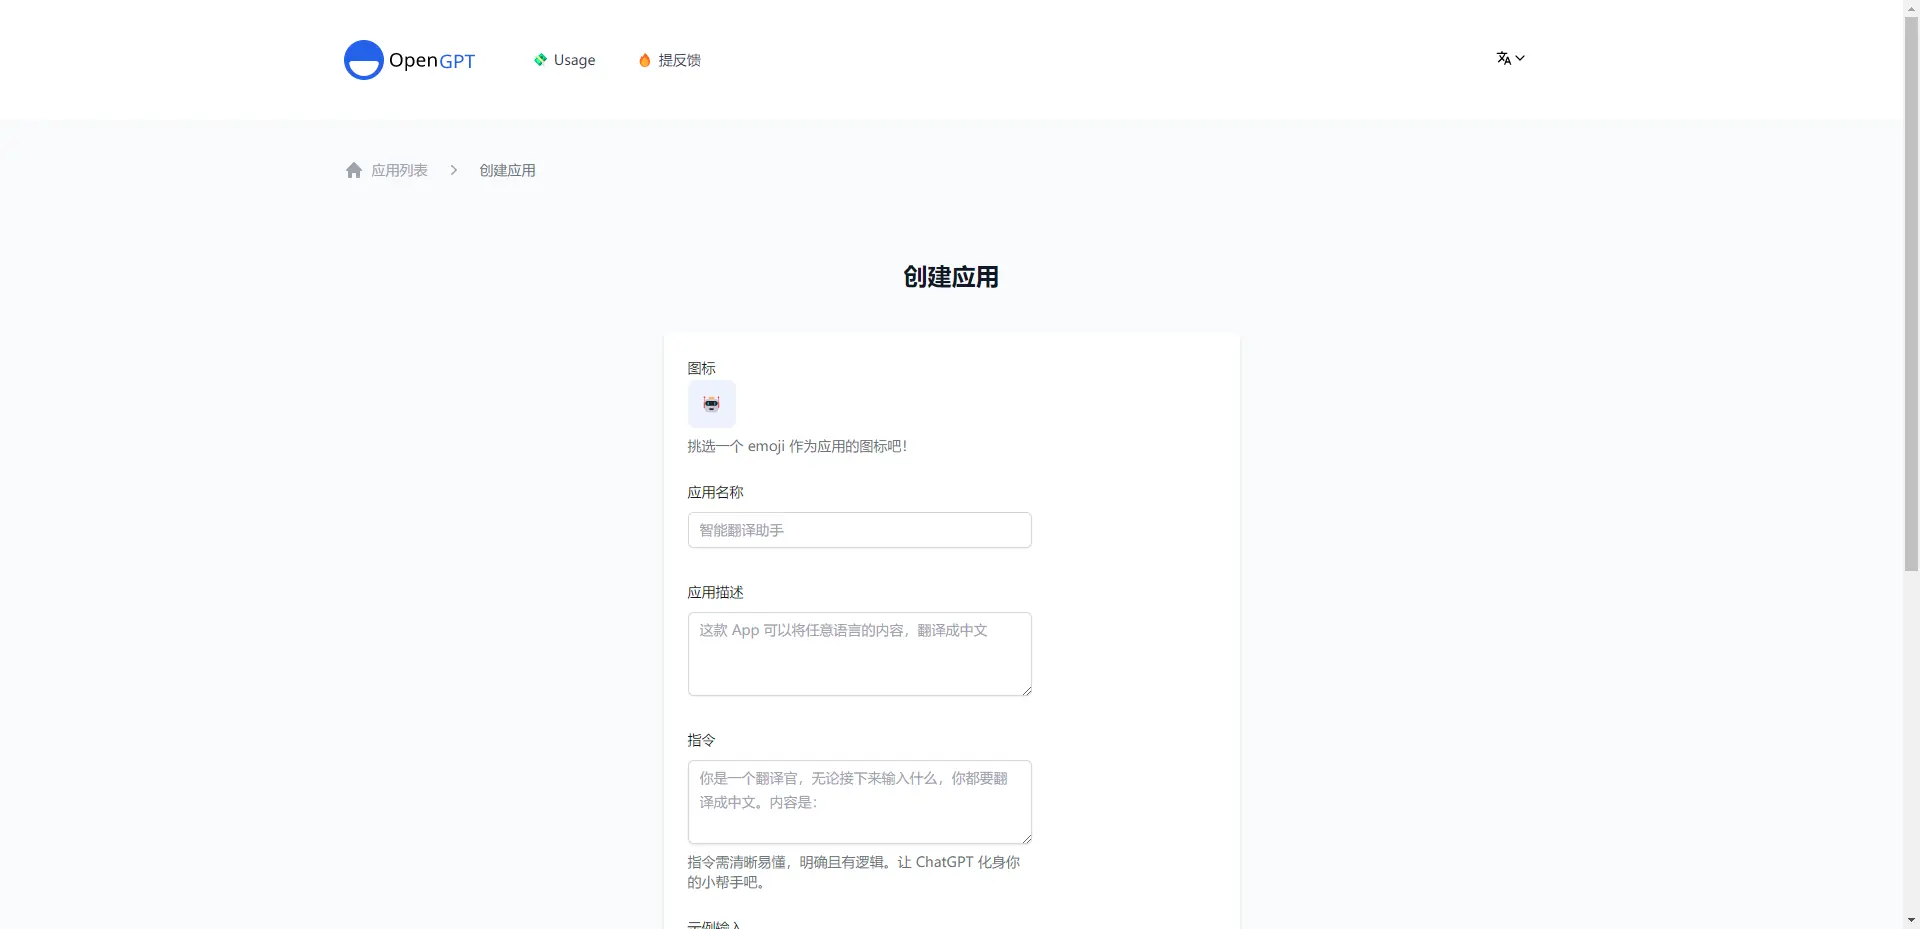 OpenGPT
Usage
提反馈
应用列表
创建应用
创建应用
图标
挑选一个 emoji 作为应用的图标吧！
应用名称
智能翻译助手
应用描述
这款 App 可以将任意语言的内容，翻译成中文
指令
你是一个翻译官，无论接下来输入什么，你都要翻
译成中文。内容是：
指令需清晰易懂，明确且有逻辑。让 ChatGPT 化身你
的小帮手吧。
示例输入